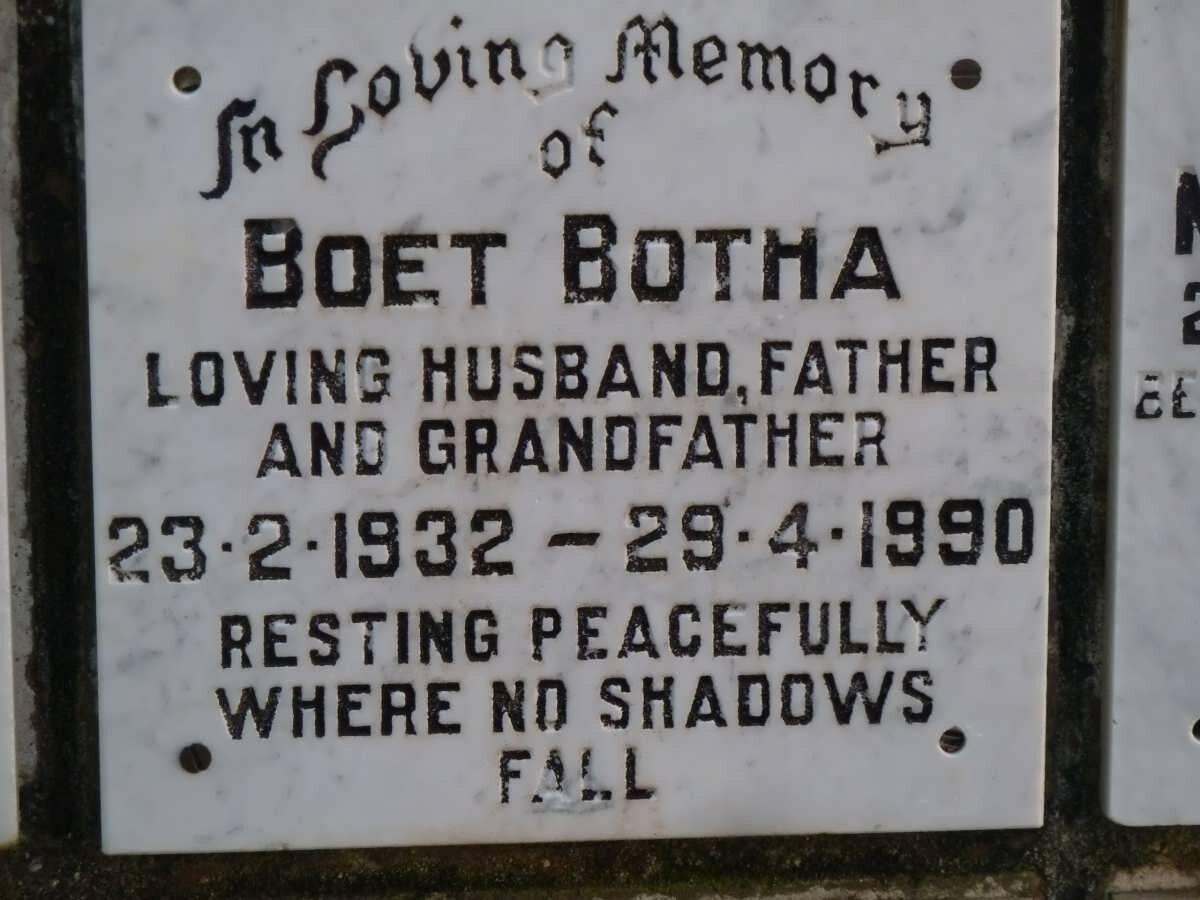 In Loving Memory
of
BOET BOTHA
LOVING HUSBAND, FATHER
AND GRANDFATHER
23·2·1932 – 29·4·1990
RESTING PEACEFULLY
WHERE NO SHADOWS
FALL